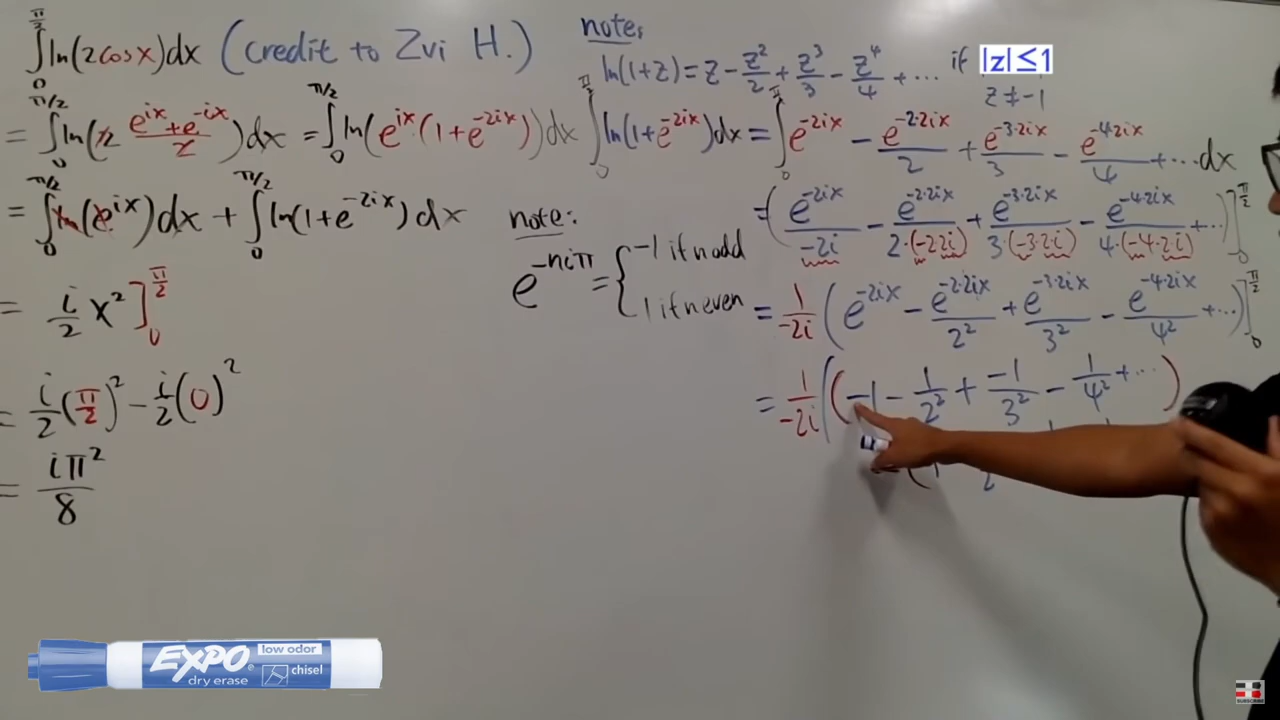 ∫₀^{π/2} ln(2cosx)dx (credit to Zvi H.)
= ∫₀^{π/2} ln(2 (e^{ix}+e^{-ix})/2)dx = ∫₀^{π/2} ln(e^{ix}(1+e^{-2ix}))dx
= ∫₀^{π/2} ln(e^{ix})dx + ∫₀^{π/2} ln(1+e^{-2ix})dx
= i/2 x²]₀^{π/2}
= i/2(π/2)² - i/2(0)²
= iπ²/8
note:
e^{-niπ} = { -1 if n odd
1 if n even
note:
ln(1+z) = z - z²/2 + z³/3 - z⁴/4 + ... if |z| ≤ 1
z ≠ -1
∫₀^{π/2} ln(1+e^{-2ix})dx = ∫₀^{π/2} e^{-2ix} - e^{-2·2ix}/2 + e^{-3·2ix}/3 - e^{-4·2ix}/4 + ... dx
= (e^{-2ix}/-2i - e^{-2·2ix}/2·(-2·2i) + e^{-3·2ix}/3·(-3·2i) - e^{-4·2ix}/4·(-4·2i) + ...)]₀^{π/2}
= 1/-2i (e^{-2ix} - e^{-2·2ix}/2² + e^{-3·2ix}/3² - e^{-4·2ix}/4² + ...)]₀^{π/2}
= 1/-2i ((-1 - 1/2² + -1/3² - 1/4² + ... )
EXPO® low odor
dry erase chisel
SUBSCRIBE